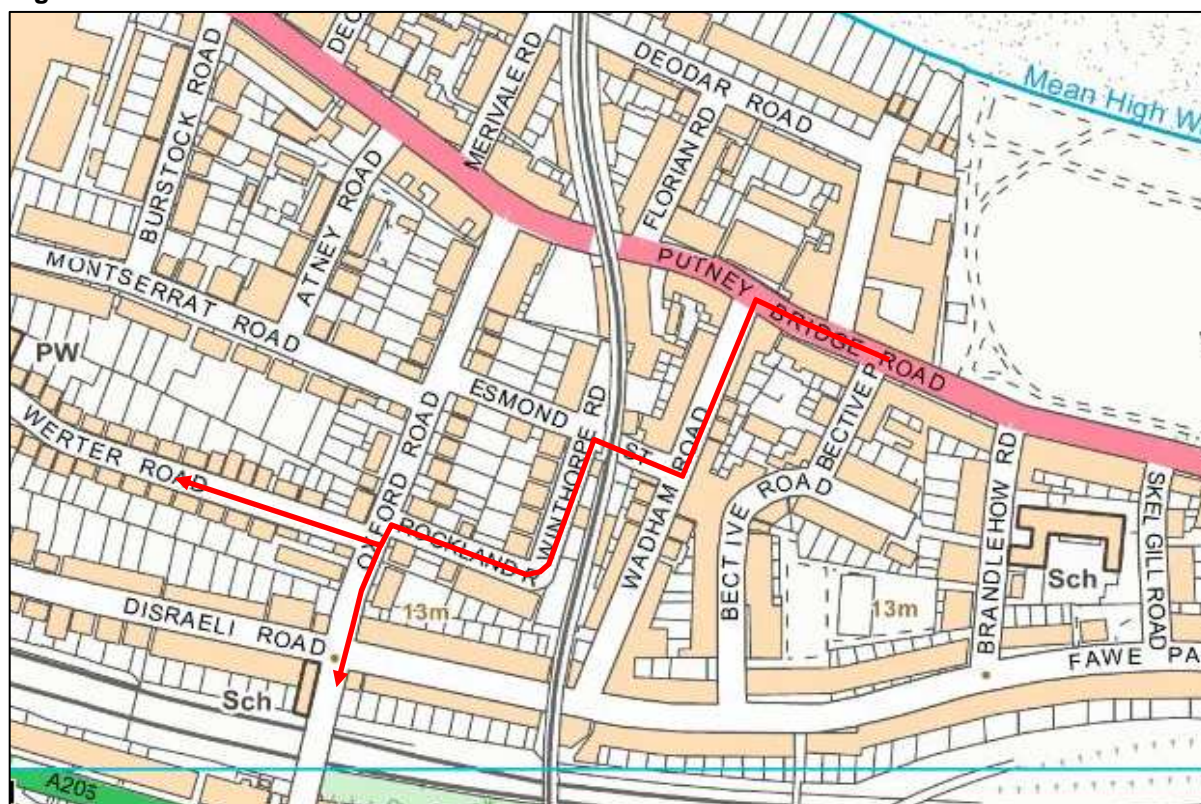 BURSTOCK ROAD
MERIVALE RD
DEODAR ROAD
Mean High W
FLORIAN RD
ATNEY ROAD
MONTSERRAT ROAD
PUTNEY BRIDGE ROAD
PW
ESMOND ST
OXFORD ROAD
WINTHORPE RD
WADHAM ROAD
BECTIVE P
BECTIVE ROAD
BRANDLEHOW RD
SKELGILL ROAD
WERTER ROAD
ROCKLAND R
Sch
13m
13m
DISRAELI ROAD
FAWE PA
Sch
A205